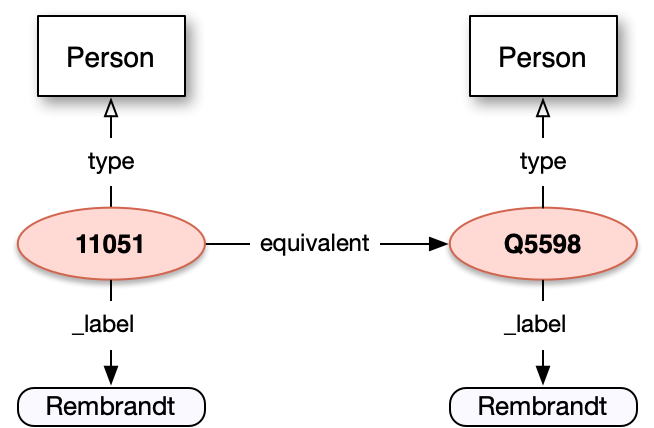 Person
Person
type
type
11051
equivalent
Q5598
_label
_label
Rembrandt
Rembrandt